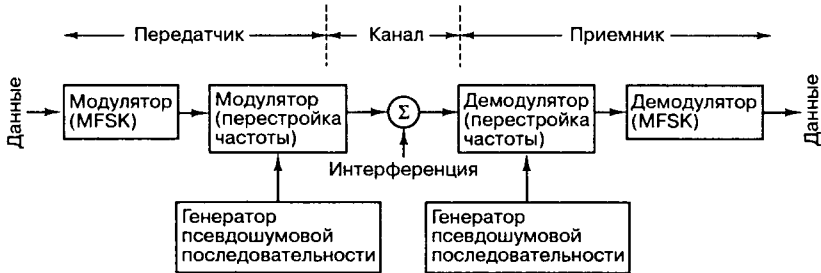 Передатчик
Канал
Приемник
Данные
Модулятор
(MFSK)
Модулятор
(перестройка
частоты)
Σ
Интерференция
Демодулятор
(перестройка
частоты)
Демодулятор
(MFSK)
Данные
Генератор
псевдошумовой
последовательности
Генератор
псевдошумовой
последовательности